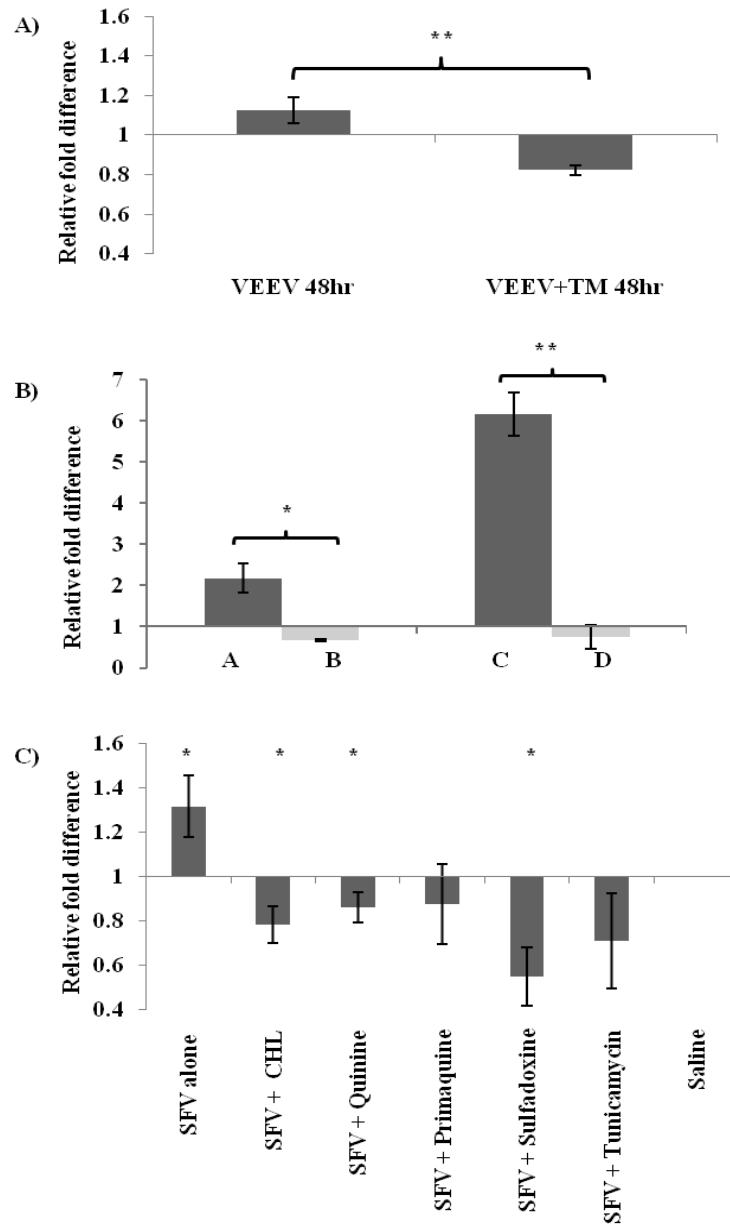 A)
Relative fold difference
1.6
1.4
1.2
1
0.8
0.6
0.4
**
VEEV 48hr
VEEV+TM 48hr
B)
Relative fold difference
7
6
5
4
3
2
1
0
*
**
A
B
C
D
C)
Relative fold difference
1.6
1.4
1.2
1
0.8
0.6
0.4
*
*
*
*
SFV alone
SFV + CHL
SFV + Quinine
SFV + Primaquine
SFV + Sulfadoxine
SFV + Tunicamycin
Saline